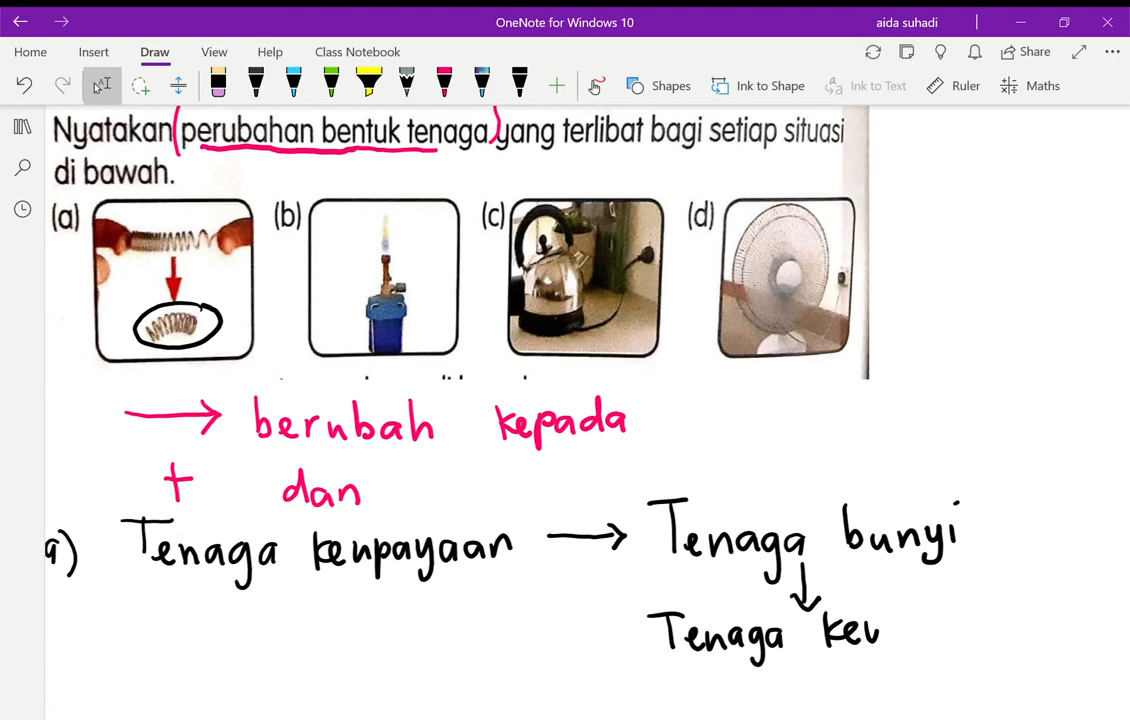 OneNote for Windows 10
aida suhadi
Home Insert Draw View Help Class Notebook
Share
Shapes Ink to Shape Ink to Text Ruler Maths
Nyatakan (perubahan bentuk tenaga) yang terlibat bagi setiap situasi
di bawah.
(a) (b) (c) (d)
→ berubah kepada
+ dan
a) Tenaga keupayaan → Tenaga bunyi
Tenaga keu